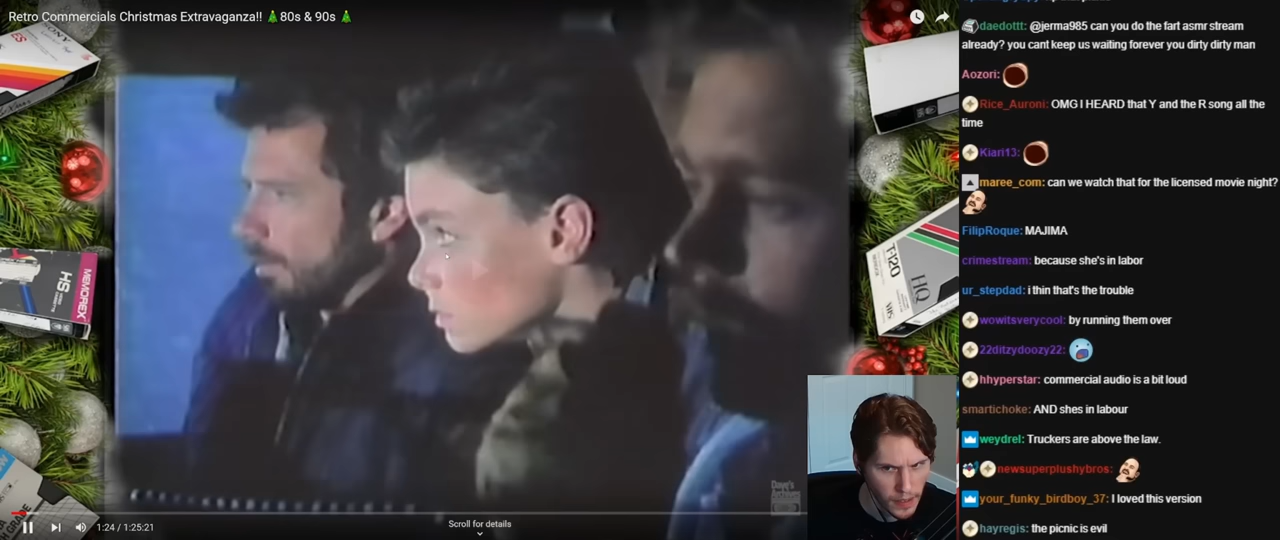 Retro Commercials Christmas Extravaganza!! 🎄80s & 90s 🎄
SONY
ES
MEMOREX
HS
T-120
HQ
VHS
Dave's
1:24 / 1:25:21
Scroll for details
daedottt: @jerma985 can you do the fart asmr stream
already? you cant keep us waiting forever you dirty dirty man
Aozori:
Rice_Auroni: OMG I HEARD that Y and the R song all the
time
Kiari13:
maree_com: can we watch that for the licensed movie night?
FilipRoque: MAJIMA
crimestream: because she's in labor
ur_stepdad: i thin that's the trouble
wowitsverycool: by running them over
22ditzydoozy22:
hhyperstar: commercial audio is a bit loud
smartichoke: AND shes in labour
weydrel: Truckers are above the law.
newsuperplushybros:
your_funky_birdboy_37: I loved this version
hayregis: the picnic is evil